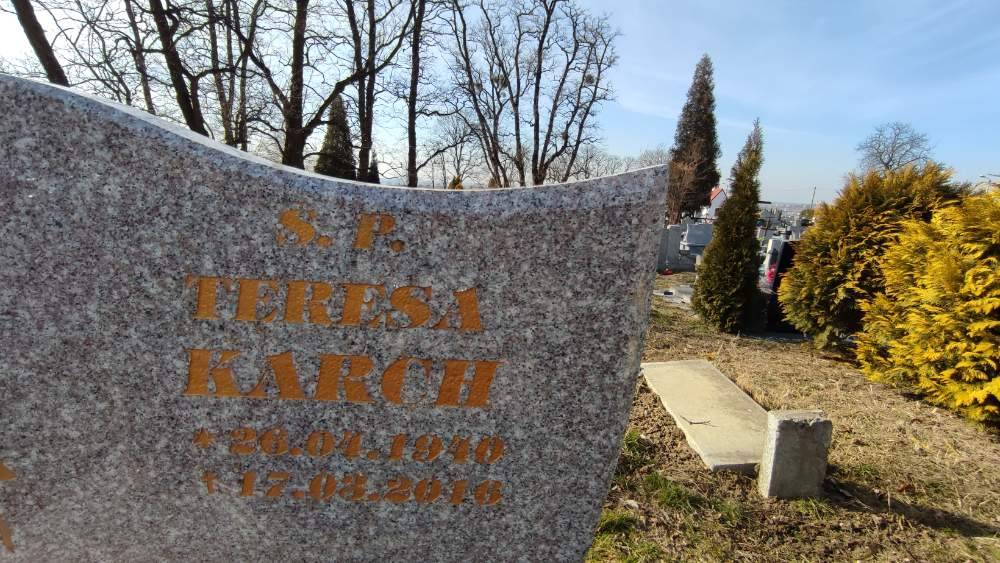 Ś. P.
TERESA
KARCH
* 26.04.1940
† 17.03.2016